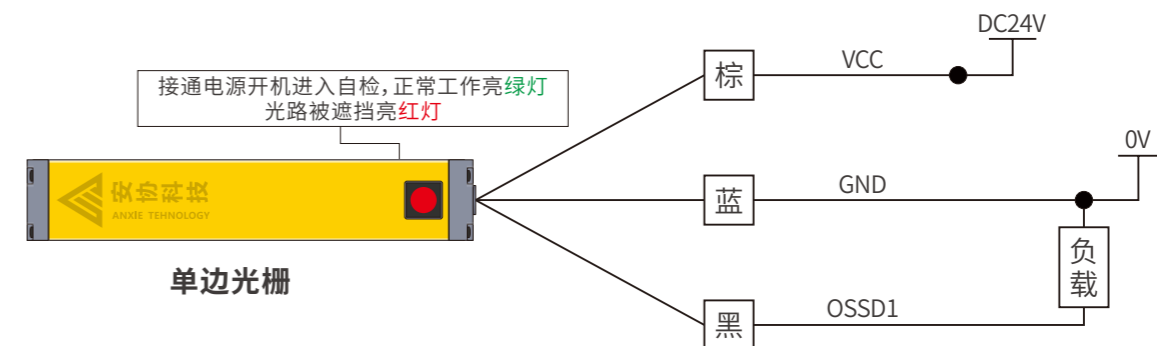 DC24V
棕
VCC
接通电源开机进入自检，正常工作亮绿灯
光路被遮挡亮红灯
0V
安协科技
ANXIE TEHNOLOGY
蓝
GND
负载
单边光栅
黑
OSSD1